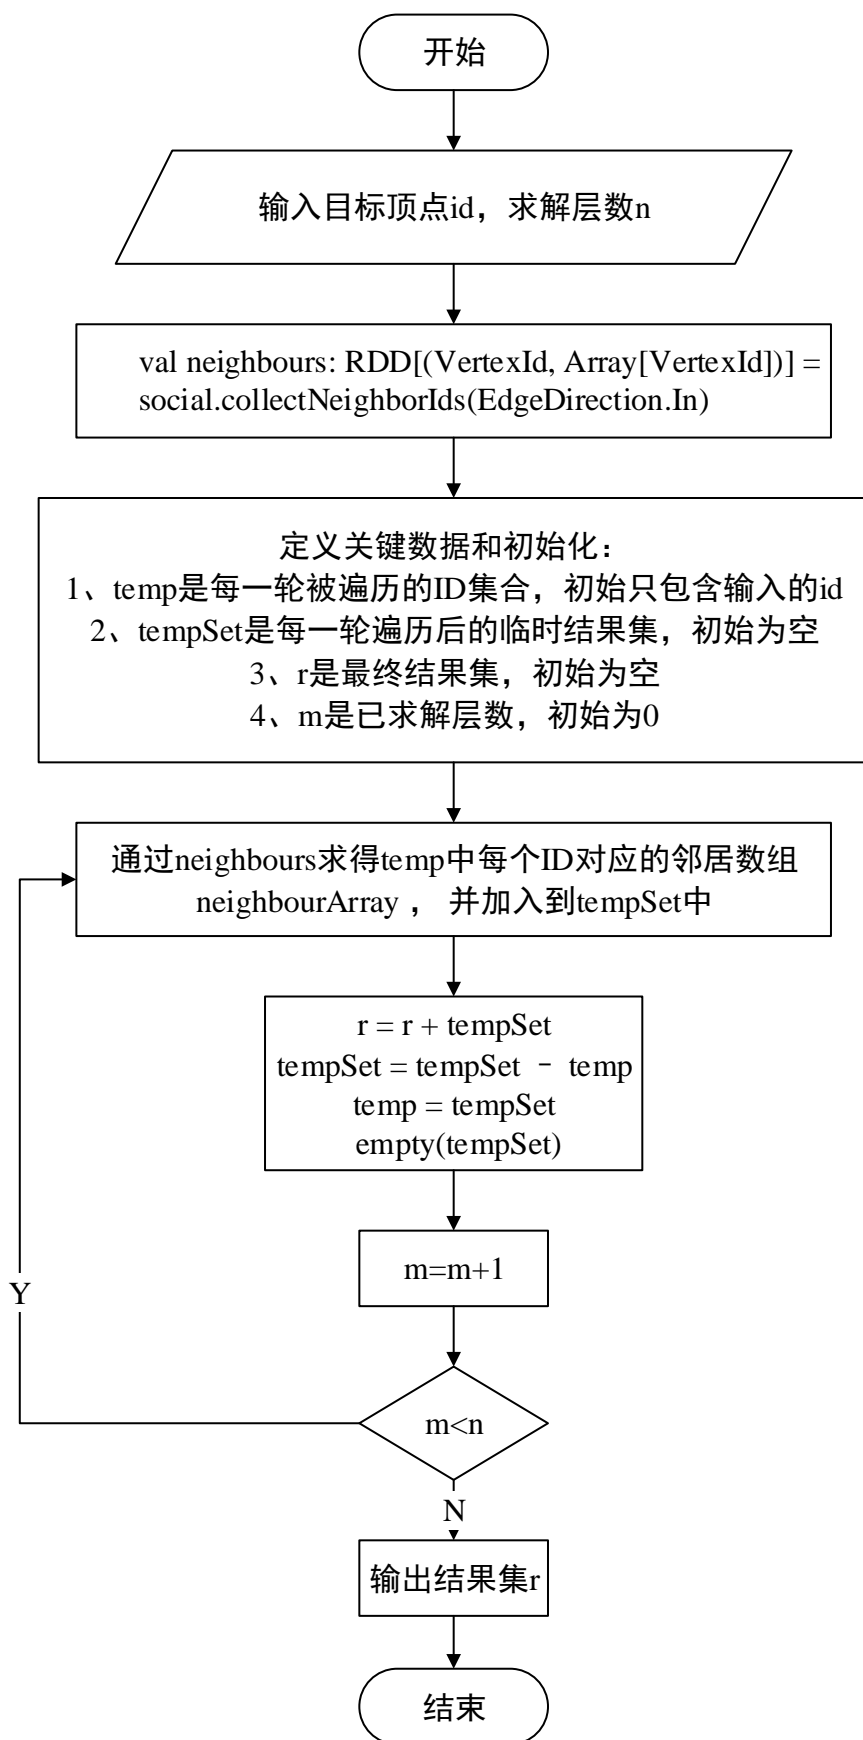 开始
输入目标顶点id，求解层数n
val neighbours: RDD[(VertexId, Array[VertexId])] =
social.collectNeighborIds(EdgeDirection.In)
定义关键数据和初始化：
1、temp是每一轮被遍历的ID集合，初始只包含输入的id
2、tempSet是每一轮遍历后的临时结果集，初始为空
3、r是最终结果集，初始为空
4、m是已求解层数，初始为0
通过neighbours求得temp中每个ID对应的邻居数组
neighbourArray ， 并加入到tempSet中
r = r + tempSet
tempSet = tempSet － temp
temp = tempSet
empty(tempSet)
m=m+1
Y
m<n
N
输出结果集r
结束